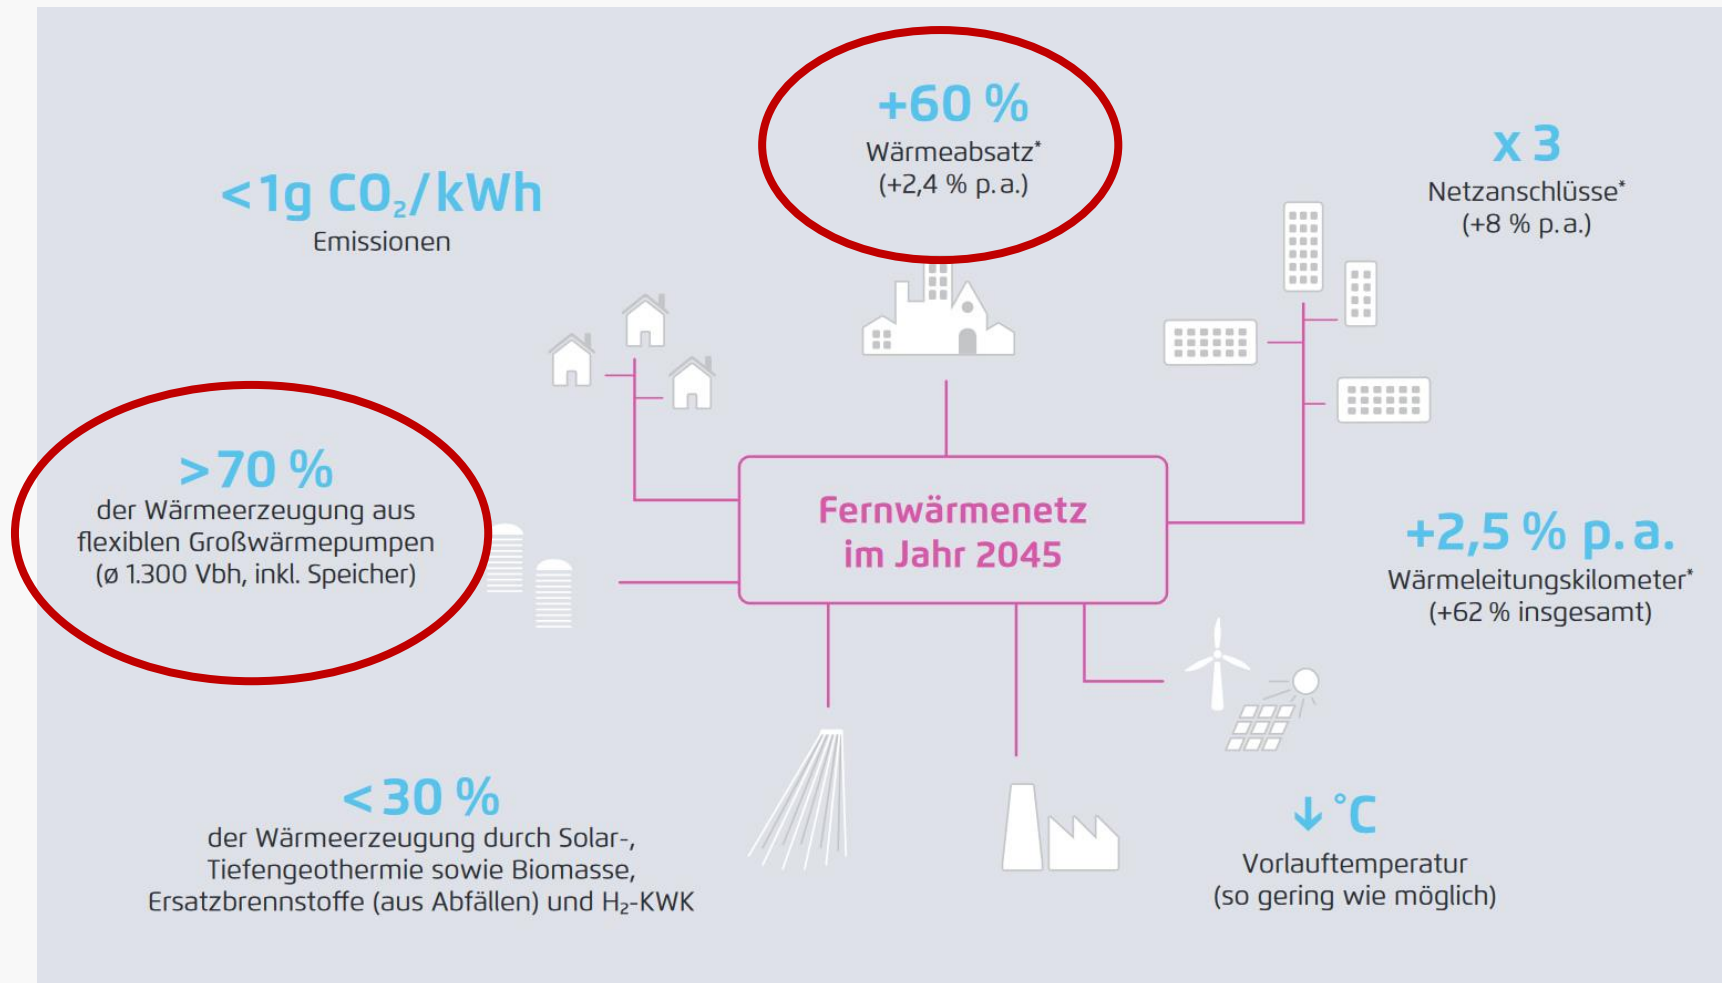 +60 %
Wärmeabsatz*
(+2,4 % p.a.)
x 3
Netzanschlüsse*
(+8 % p.a.)
<1g CO₂/kWh
Emissionen
>70 %
der Wärmeerzeugung aus
flexiblen Großwärmepumpen
(ø 1.300 Vbh, inkl. Speicher)
Fernwärmenetz
im Jahr 2045
+2,5 % p.a.
Wärmeleitungskilometer*
(+62 % insgesamt)
<30 %
der Wärmeerzeugung durch Solar-,
Tiefengeothermie sowie Biomasse,
Ersatzbrennstoffe (aus Abfällen) und H₂-KWK
↓ °C
Vorlauftemperatur
(so gering wie möglich)